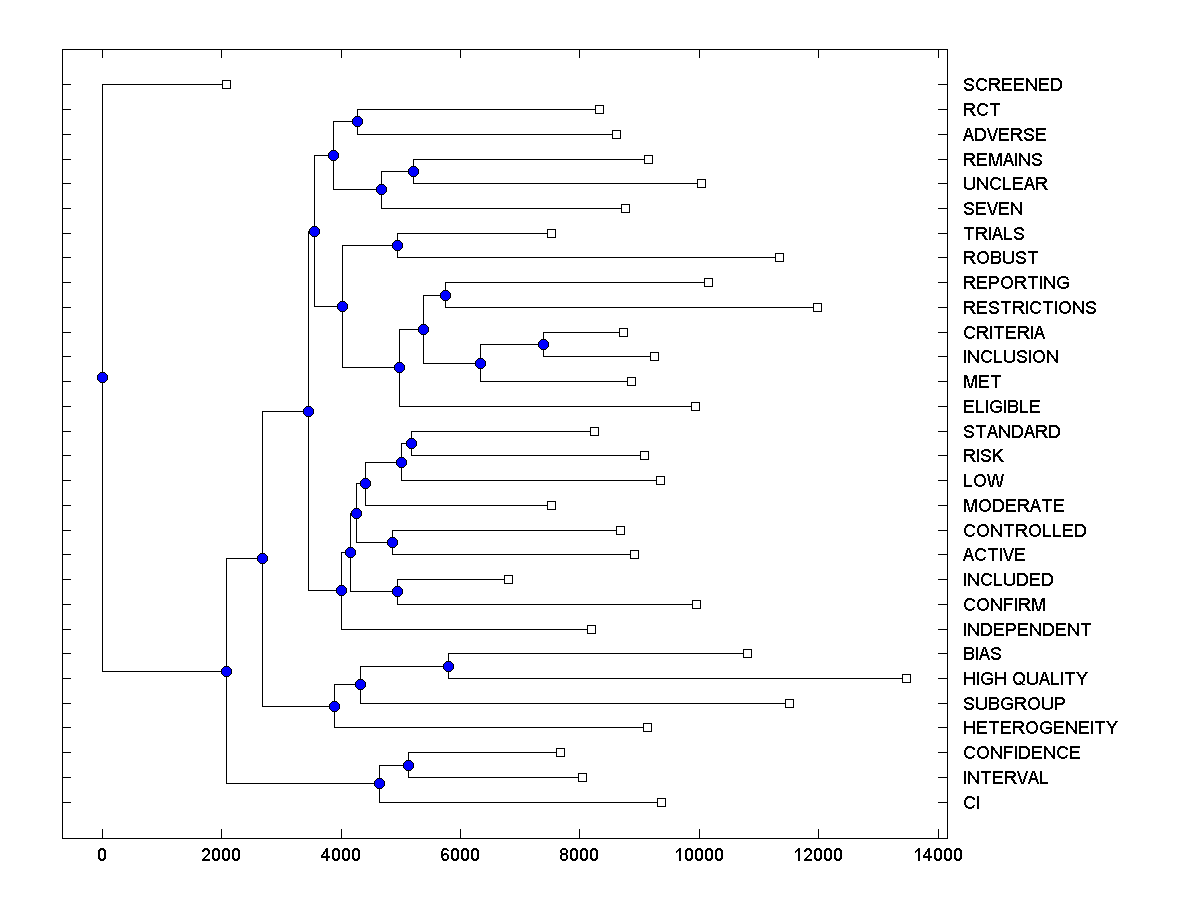 SCREENED
RCT
ADVERSE
REMAINS
UNCLEAR
SEVEN
TRIALS
ROBUST
REPORTING
RESTRICTIONS
CRITERIA
INCLUSION
MET
ELIGIBLE
STANDARD
RISK
LOW
MODERATE
CONTROLLED
ACTIVE
INCLUDED
CONFIRM
INDEPENDENT
BIAS
HIGH QUALITY
SUBGROUP
HETEROGENEITY
CONFIDENCE
INTERVAL
CI
0 2000 4000 6000 8000 10000 12000 14000